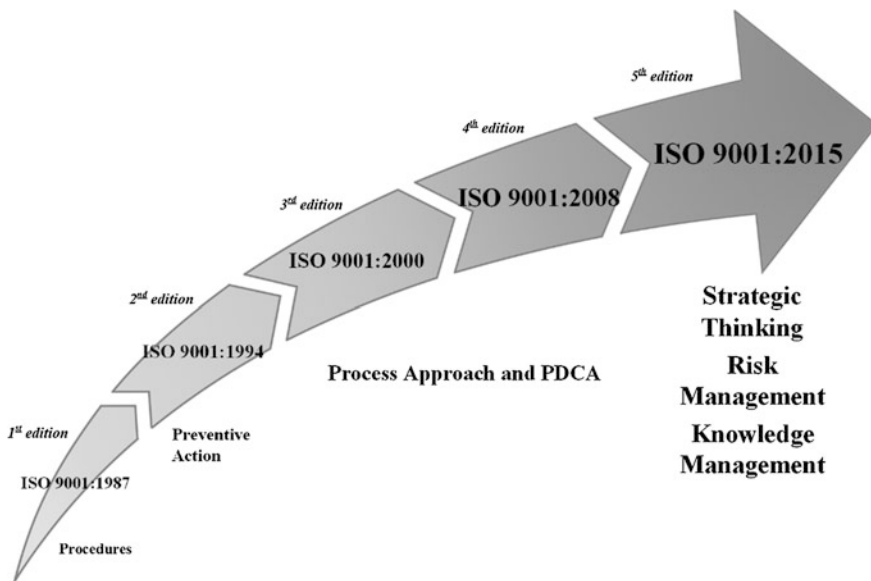 5th edition
ISO 9001:2015
4th edition
ISO 9001:2008
3rd edition
ISO 9001:2000
2nd edition
ISO 9001:1994
1st edition
ISO 9001:1987
Procedures
Preventive
Action
Process Approach and PDCA
Strategic
Thinking
Risk
Management
Knowledge
Management